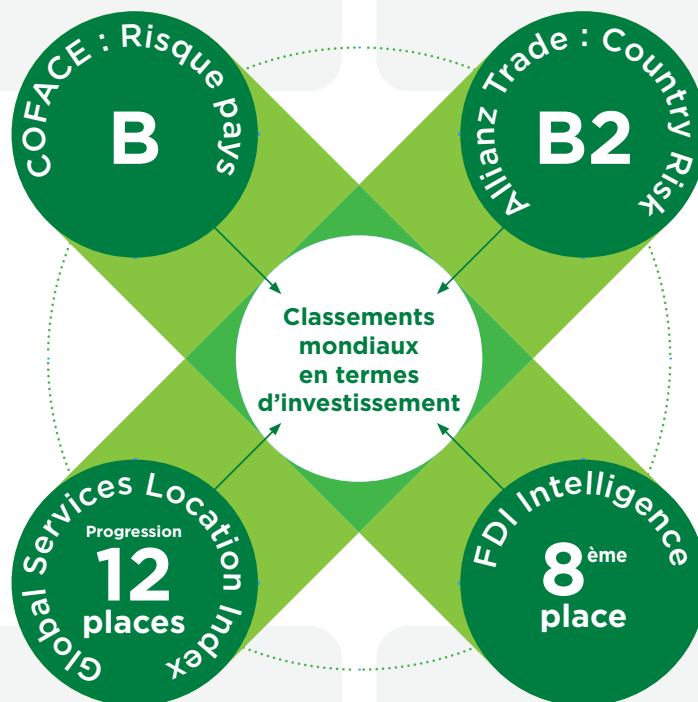 COFACE : Risque pays
B
Allianz Trade : Country Risk
B2
Classements
mondiaux
en termes
d’investissement
Global Services Location Index
Progression
12
places
FDI Intelligence
8ème
place